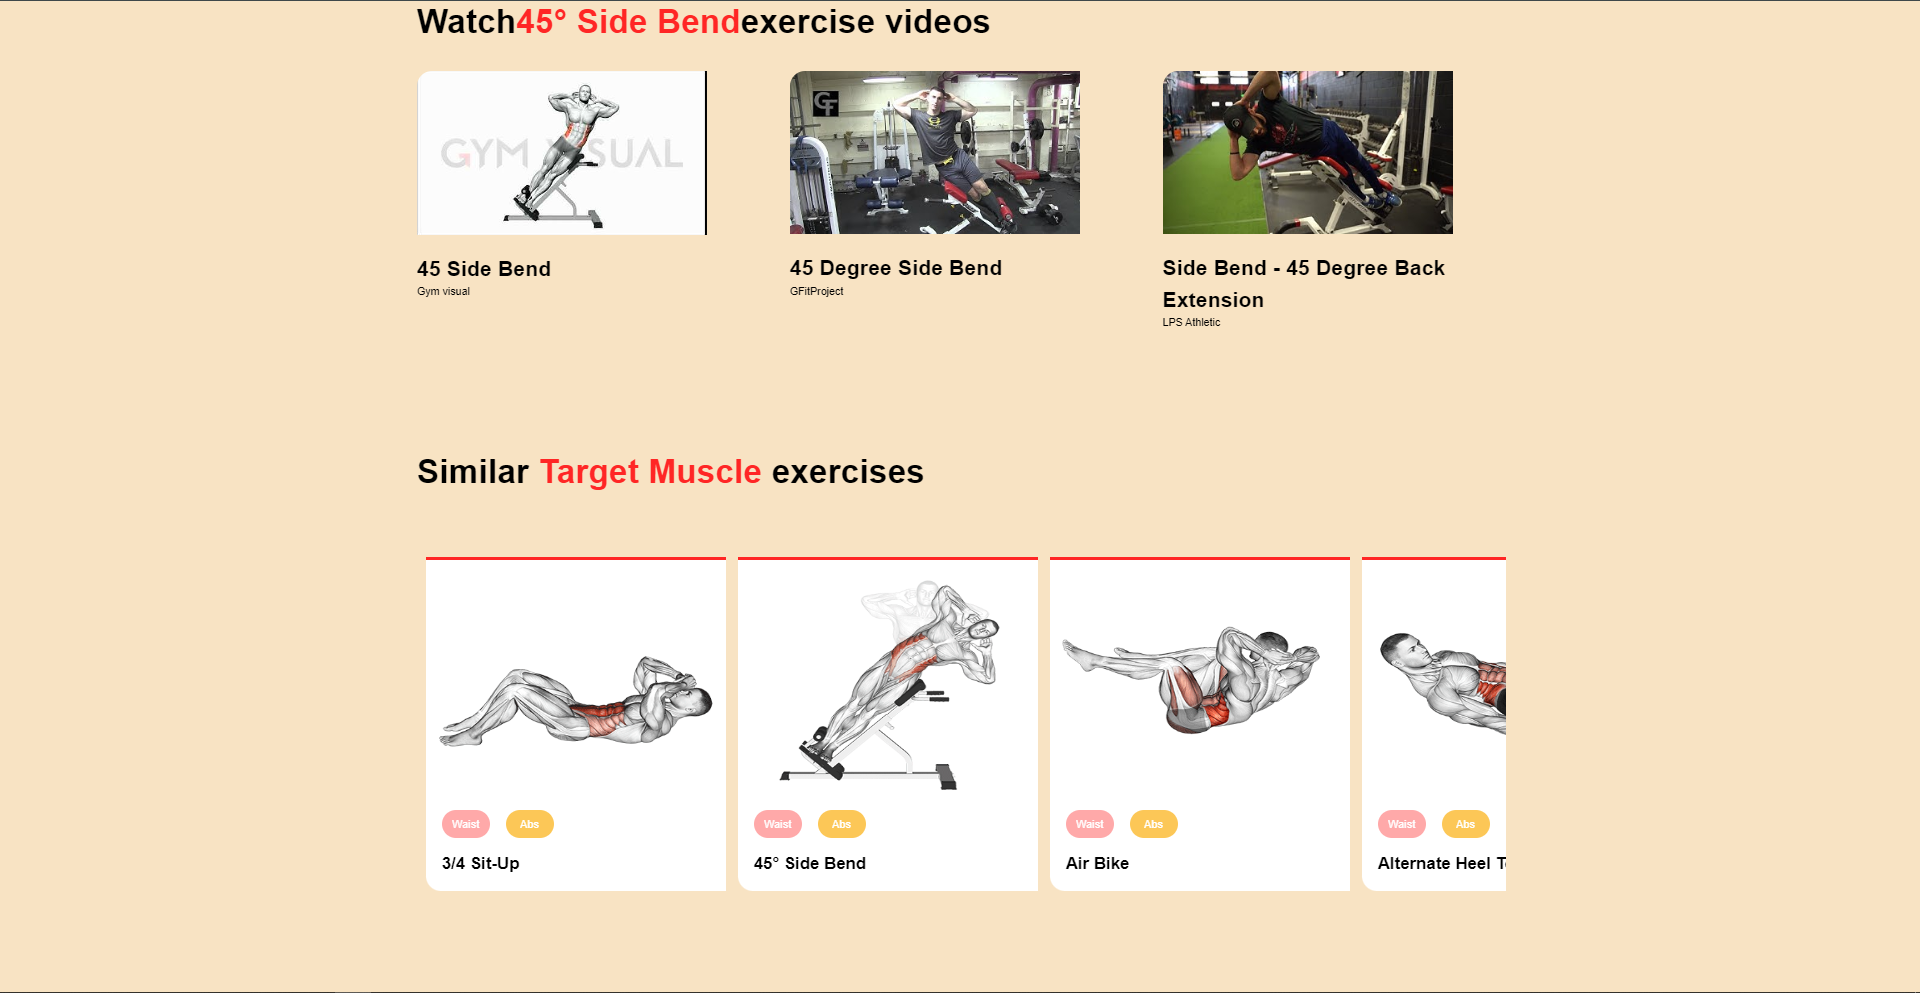 Watch45° Side Bendexercise videos
GYM VISUAL
GF
45 Side Bend
Gym visual
45 Degree Side Bend
GFitProject
Side Bend - 45 Degree Back
Extension
LPS Athletic
Similar Target Muscle exercises
Waist Abs
3/4 Sit-Up
Waist Abs
45° Side Bend
Waist Abs
Air Bike
Waist Abs
Alternate Heel T